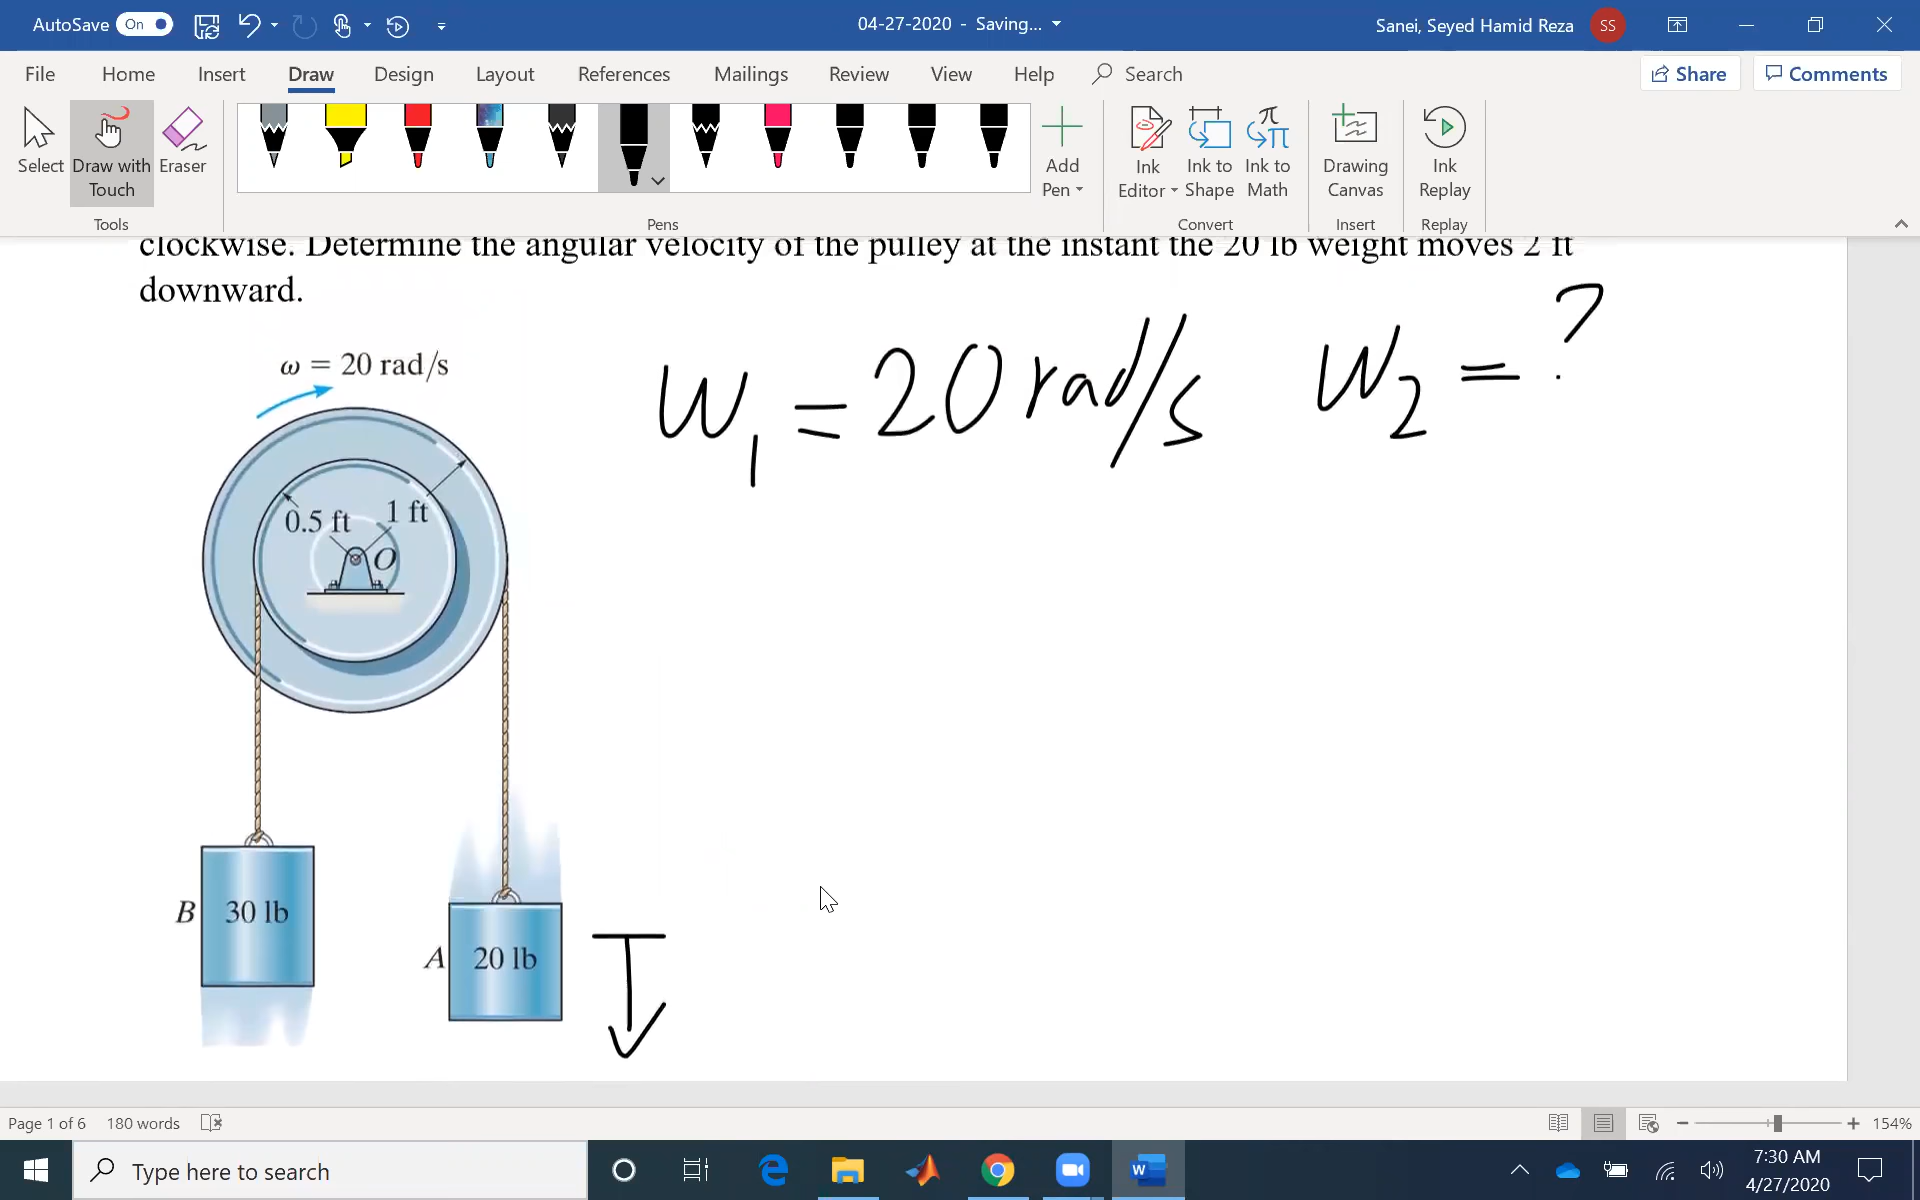 AutoSave On 04-27-2020 - Saving... Sanei, Seyed Hamid Reza SS
File Home Insert Draw Design Layout References Mailings Review View Help Search Share Comments
Select Draw with Touch Eraser Add Pen Ink Editor Ink to Shape Ink to Math Drawing Canvas Ink Replay
Tools Pens Convert Insert Replay
clockwise. Determine the angular velocity of the pulley at the instant the 20 lb weight moves 2 ft
downward.
ω = 20 rad/s
W1 = 20 rad/s W2 = ?
0.5 ft 1 ft
O
B 30 lb
A 20 lb
Page 1 of 6 180 words 154%
Type here to search 7:30 AM
4/27/2020